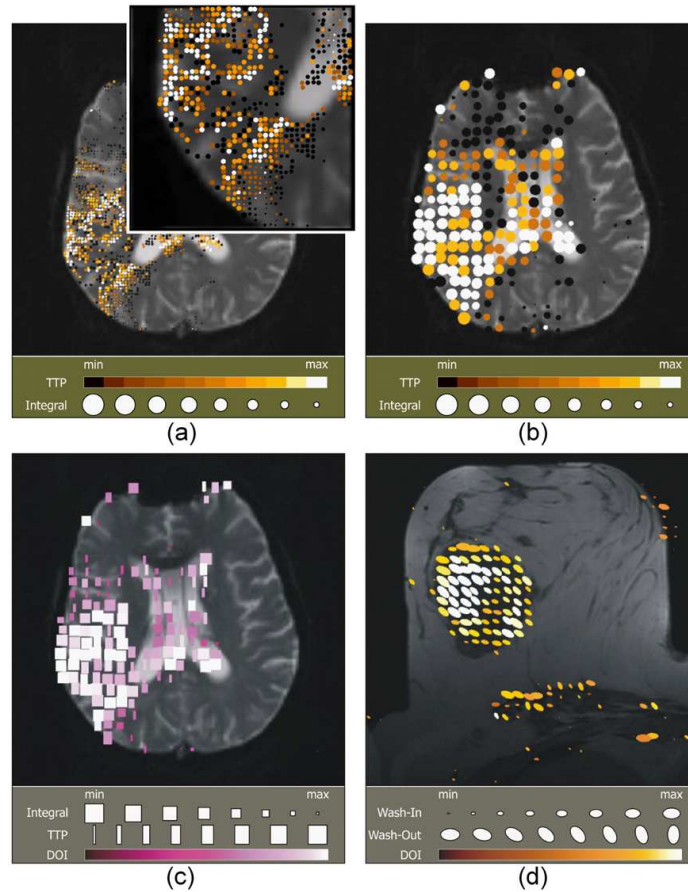 min max
TTP
Integral
(a)
min max
TTP
Integral
(b)
min max
Integral
TTP
DOI
(c)
min max
Wash-In
Wash-Out
DOI
(d)